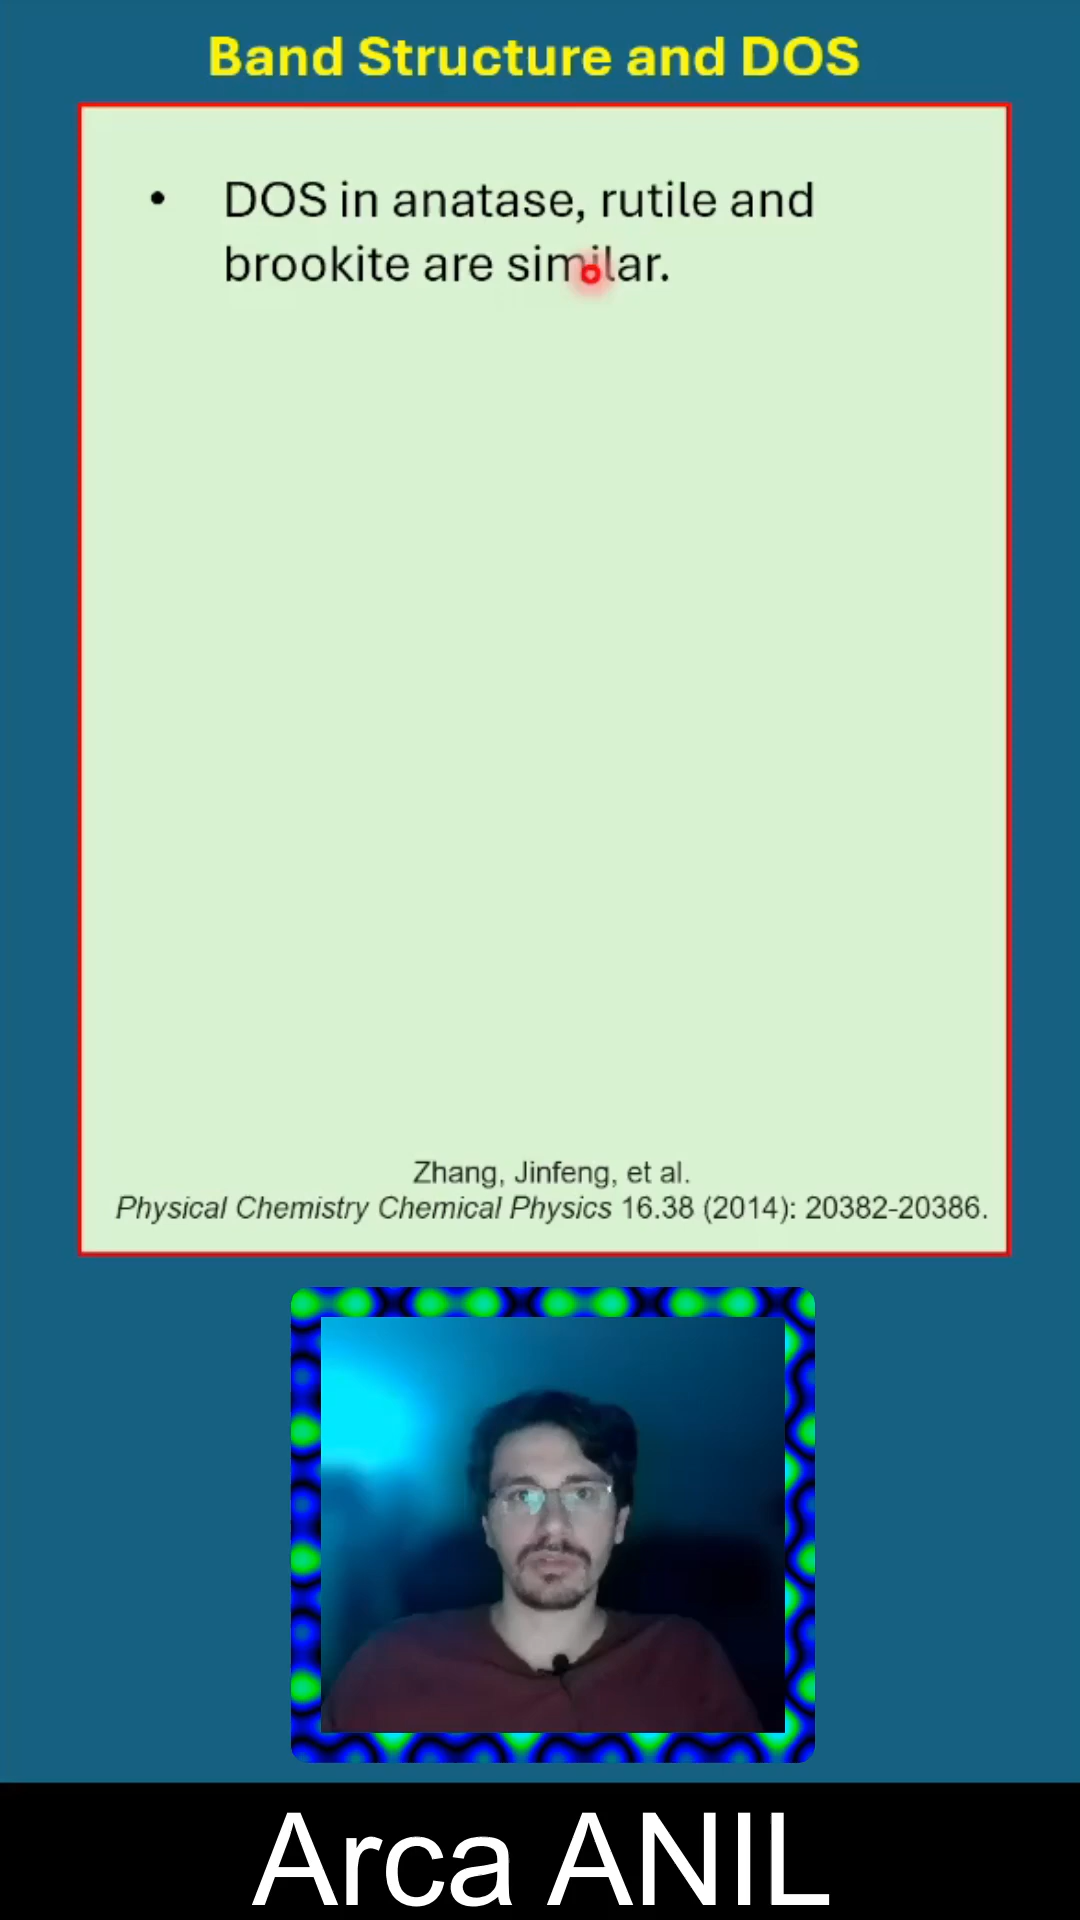 Band Structure and DOS
• DOS in anatase, rutile and
brookite are similar.
Zhang, Jinfeng, et al.
Physical Chemistry Chemical Physics 16.38 (2014): 20382-20386.
Arca ANIL